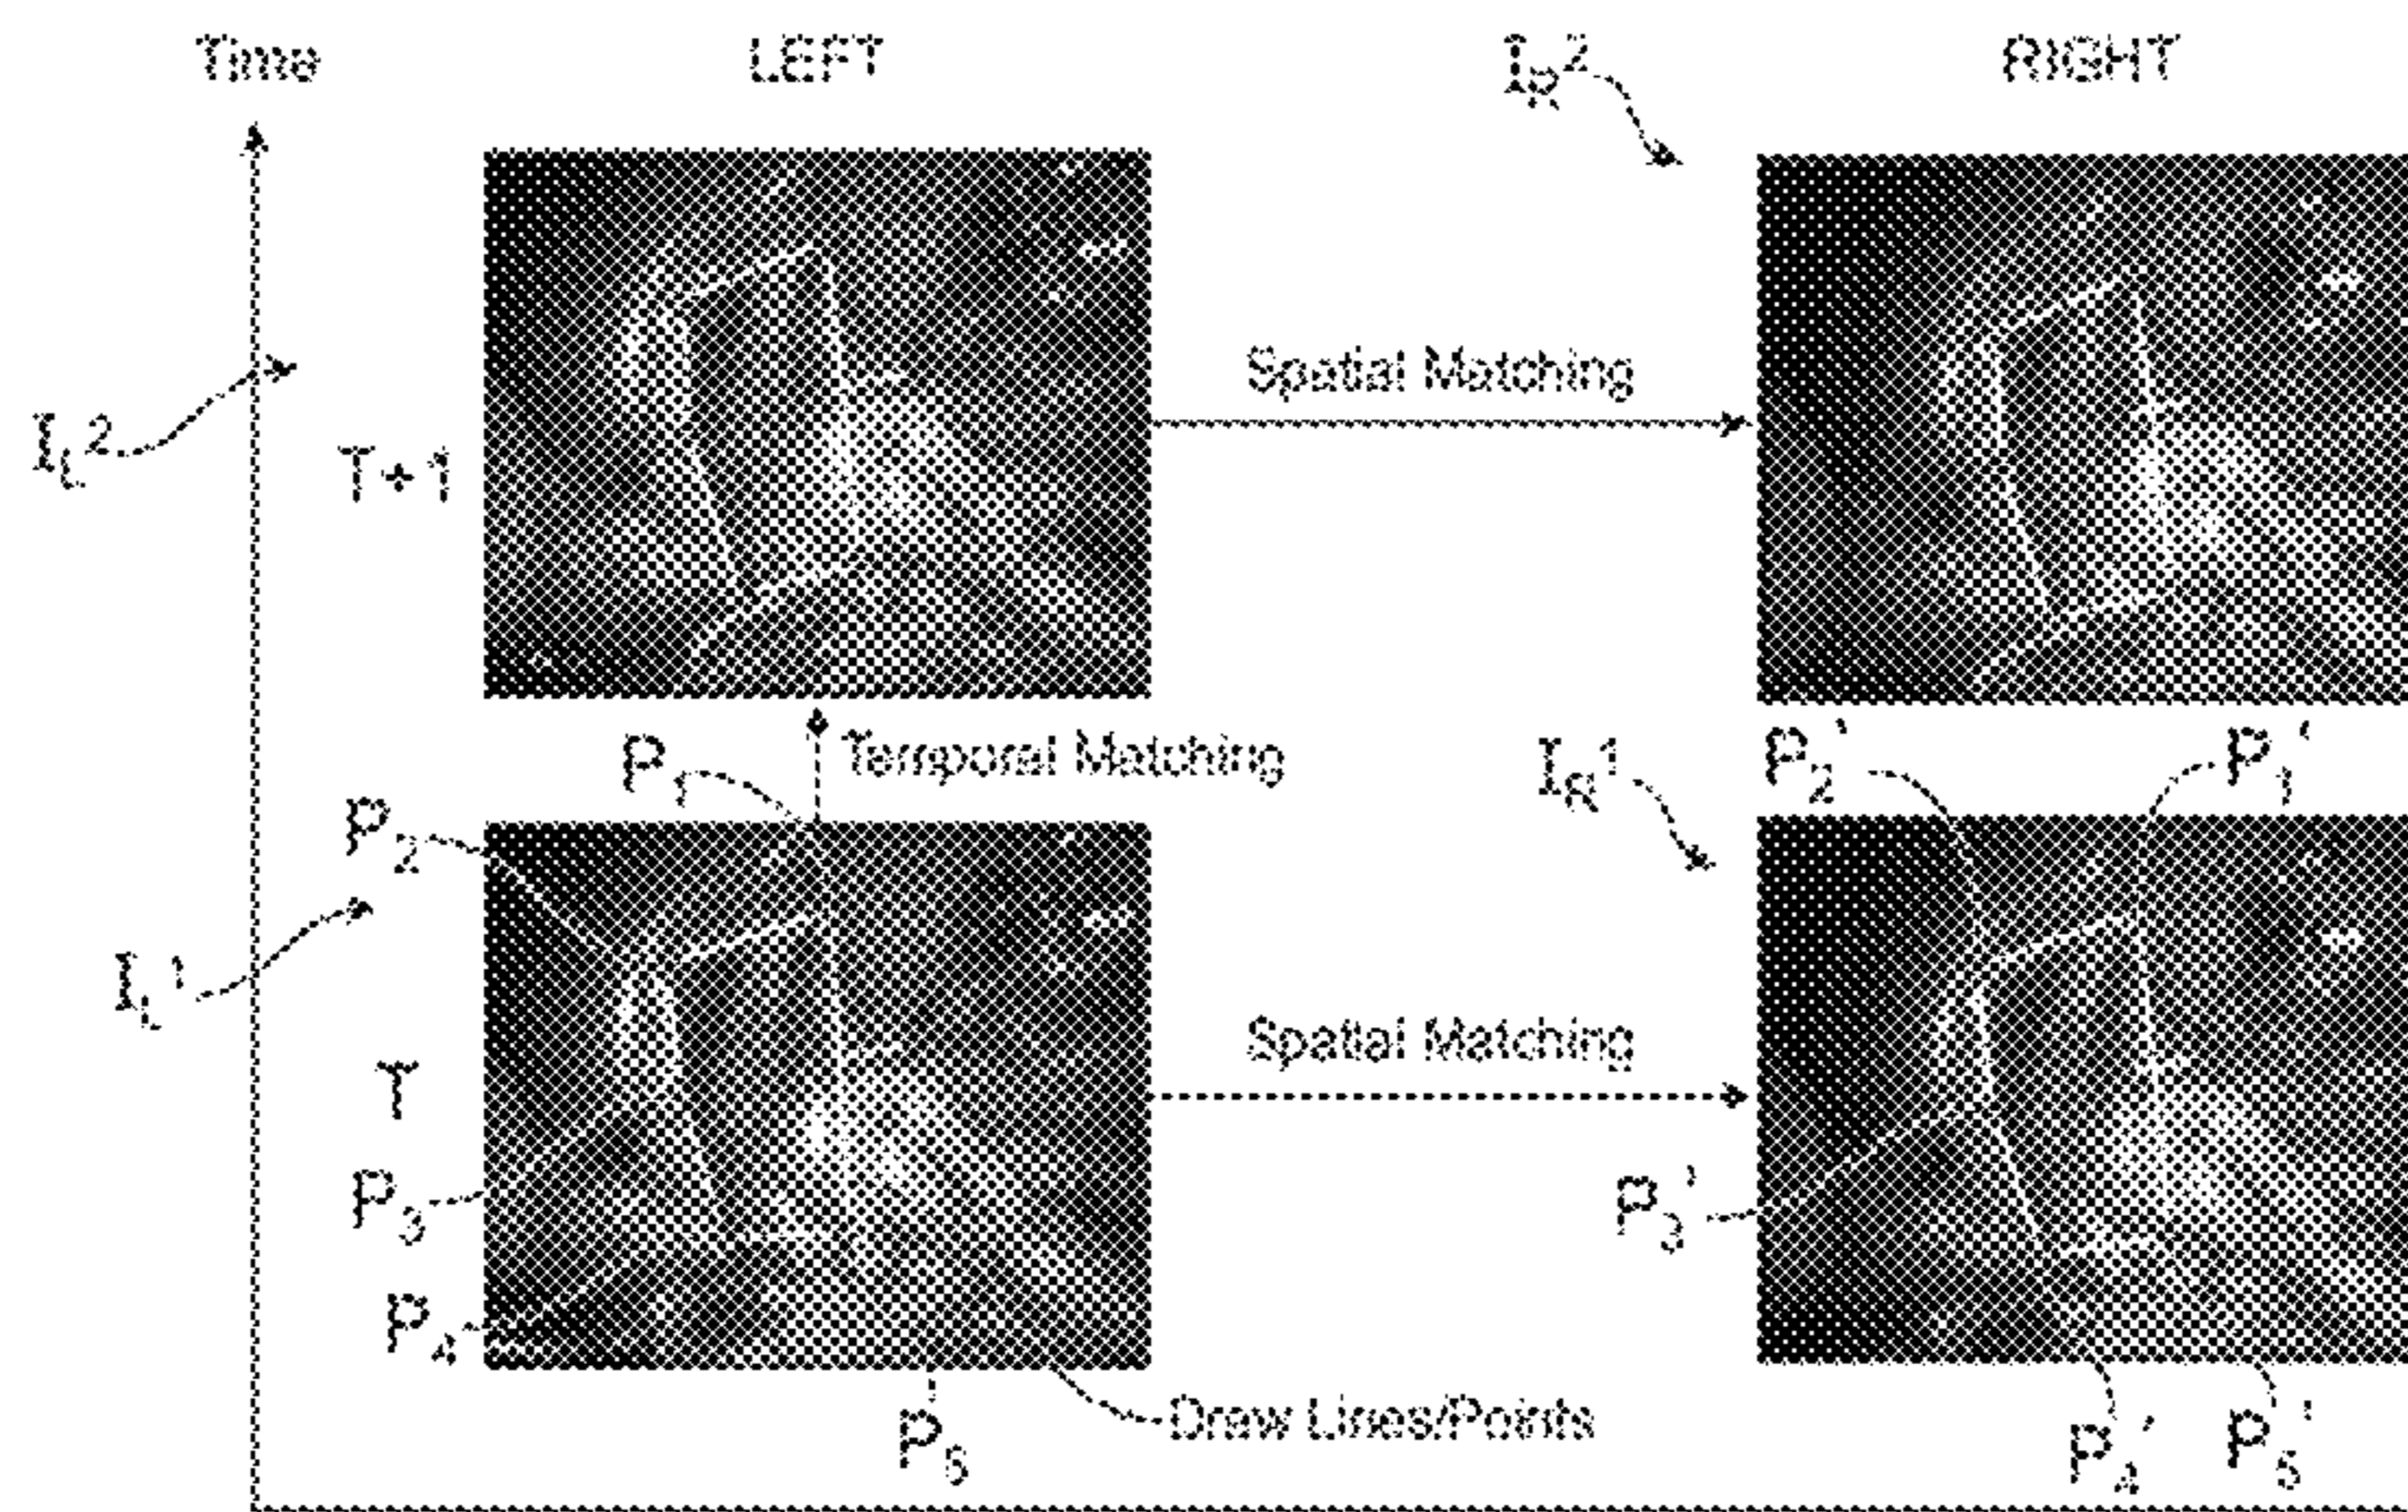 Time
LEFT
I_R^2
RIGHT
Spatial Matching
I_L^2
T+1
P_1
Temporal Matching
I_R^1
P_2'
P_1'
P_2
I_L^1
Spatial Matching
T
P_3
P_3'
P_4
Draw Lines/Points
P_5
P_4'
P_5'